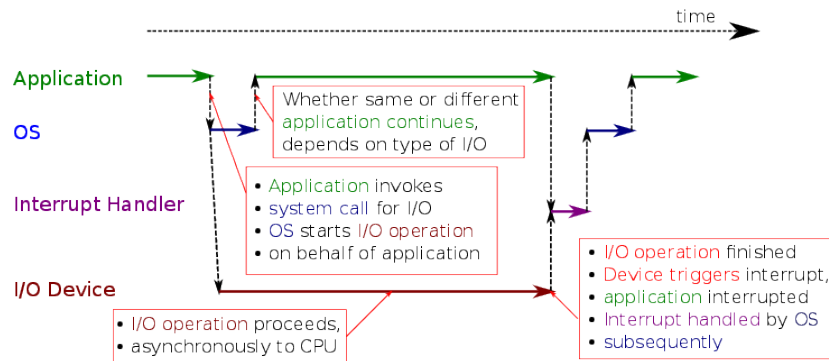 time
Application
OS
Interrupt Handler
I/O Device
Whether same or different
application continues,
depends on type of I/O
• Application invokes
• system call for I/O
• OS starts I/O operation
• on behalf of application
• I/O operation proceeds,
• asynchronously to CPU
• I/O operation finished
• Device triggers interrupt,
• application interrupted
• Interrupt handled by OS
• subsequently